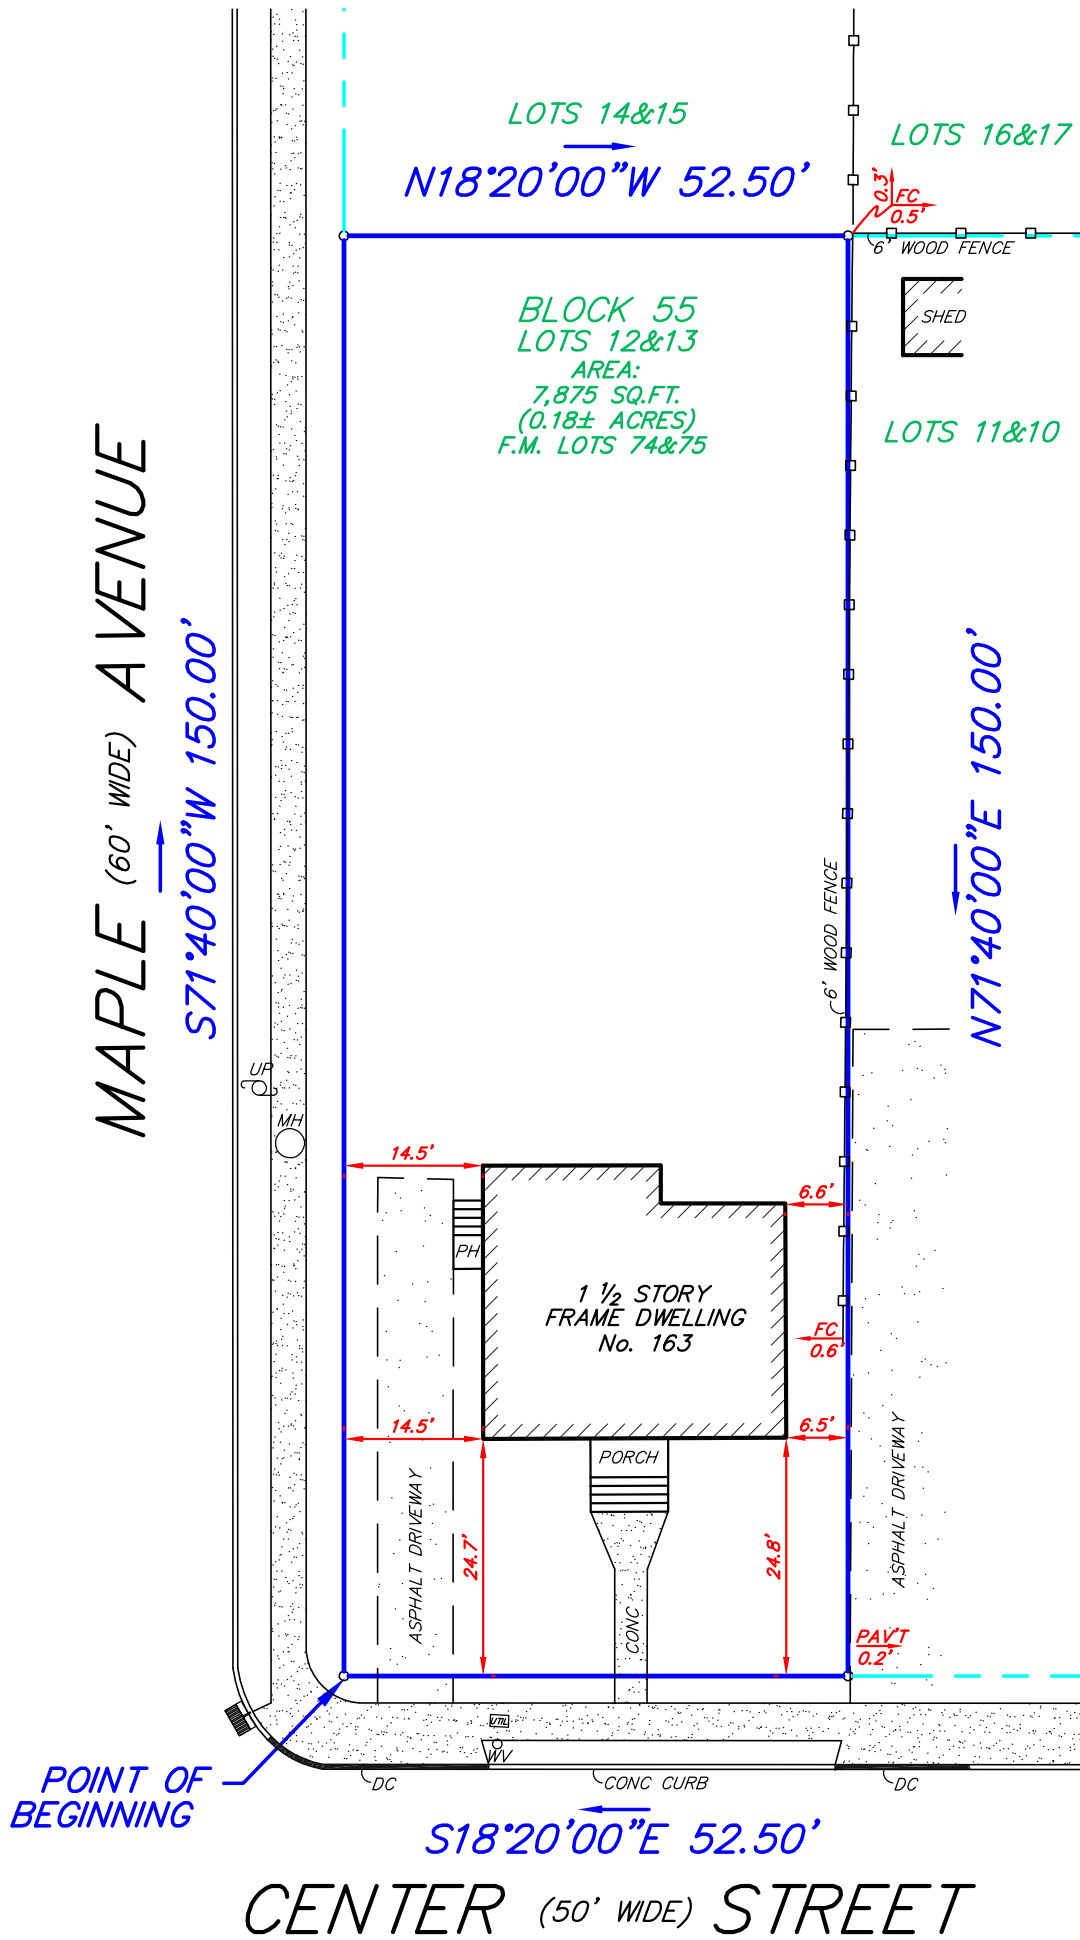 LOTS 14&15
N18°20'00"W 52.50'
LOTS 16&17
0.3'
FC
0.5'
6' WOOD FENCE
SHED
BLOCK 55
LOTS 12&13
AREA:
7,875 SQ.FT.
(0.18± ACRES)
F.M. LOTS 74&75
LOTS 11&10
MAPLE (60' WIDE) AVENUE
S71°40'00"W 150.00'
N71°40'00"E 150.00'
6' WOOD FENCE
UP
MH
14.5'
6.6'
PH
1 ½ STORY
FRAME DWELLING
No. 163
FC
0.6'
14.5'
6.5'
PORCH
ASPHALT DRIVEWAY
24.7'
24.8'
ASPHALT DRIVEWAY
CONC
PAV'T
0.2'
UTIL
WV
POINT OF
BEGINNING
DC
CONC CURB
DC
S18°20'00"E 52.50'
CENTER (50' WIDE) STREET